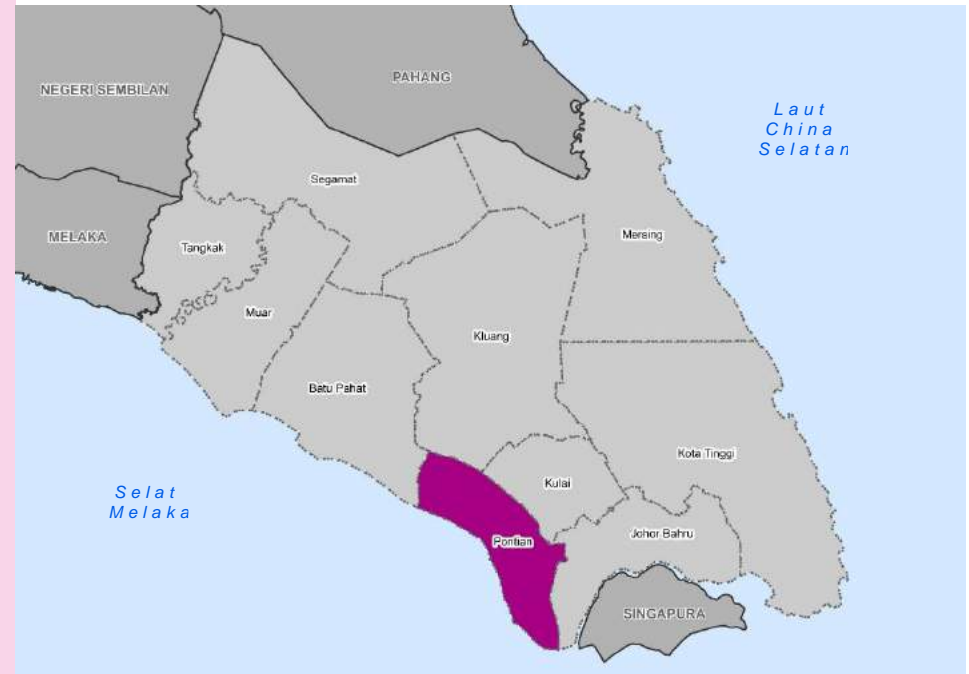 PAHANG
NEGERI SEMBILAN
Laut
China
Selatan
Segamat
MELAKA
Tangkak
Mersing
Muar
Kluang
Batu Pahat
Kota Tinggi
Kulai
Selat
Melaka
Johor Bahru
Pontian
SINGAPURA